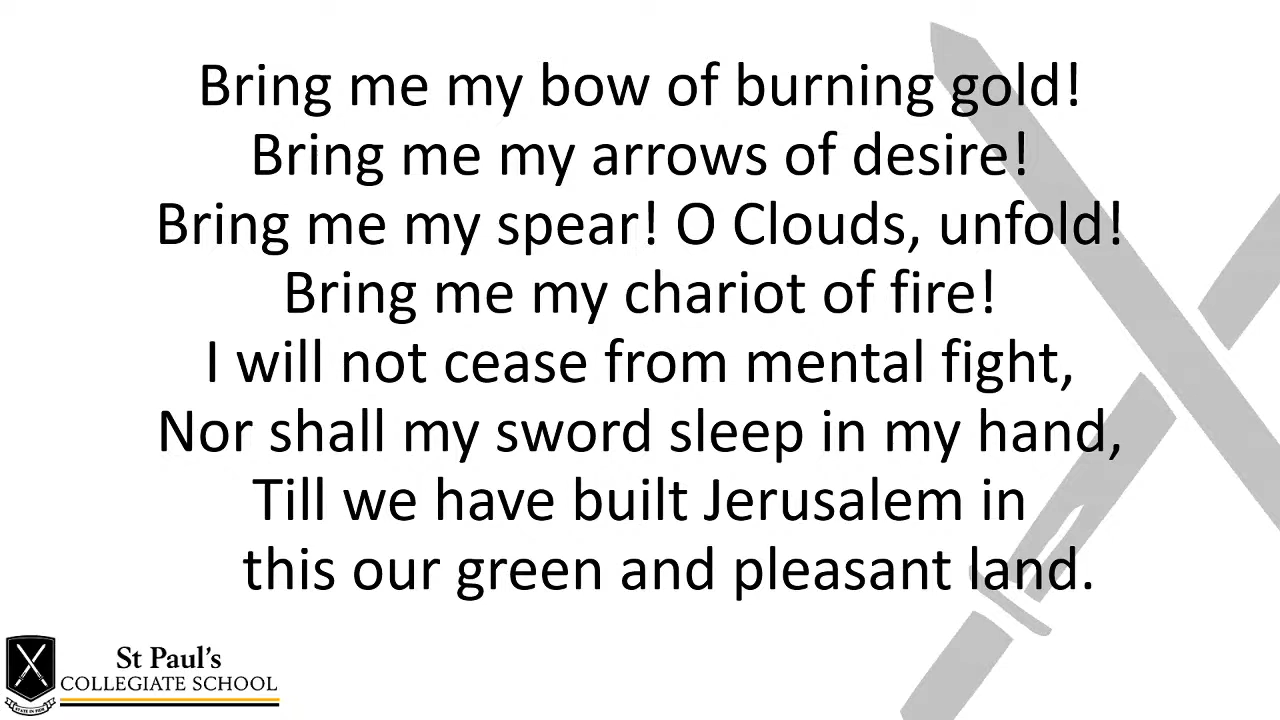 Bring me my bow of burning gold!
Bring me my arrows of desire!
Bring me my spear! O Clouds, unfold!
Bring me my chariot of fire!
I will not cease from mental fight,
Nor shall my sword sleep in my hand,
Till we have built Jerusalem in
this our green and pleasant land.
St Paul's
COLLEGIATE SCHOOL